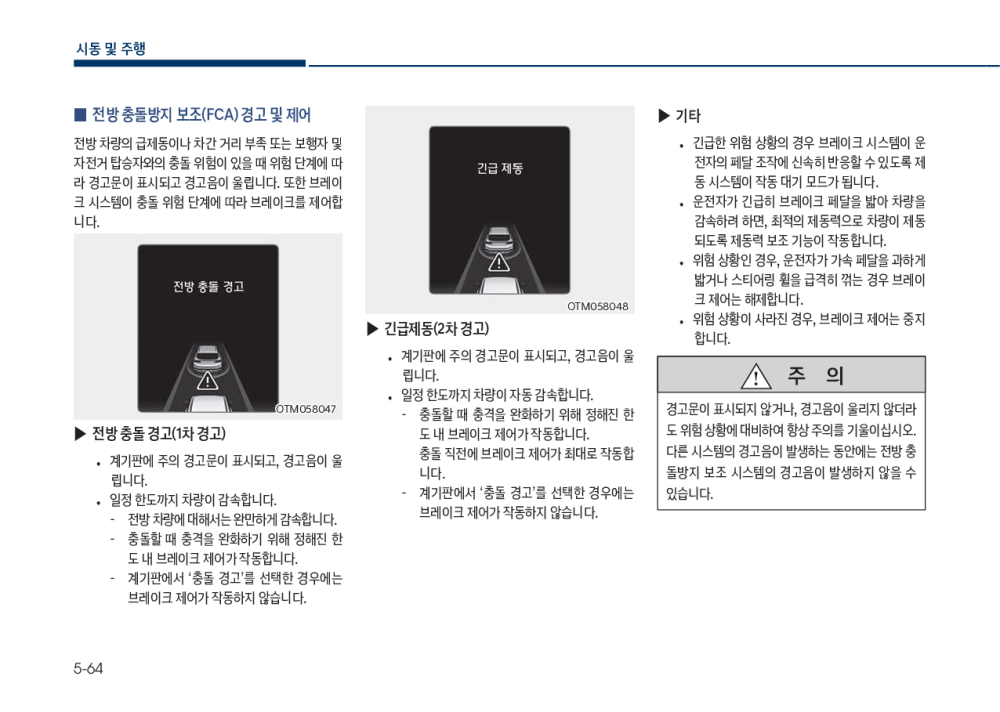 시동 및 주행
■ 전방 충돌방지 보조(FCA) 경고 및 제어
전방 차량의 급제동이나 차간 거리 부족 또는 보행자 및
자전거 탑승자와의 충돌 위험이 있을 때 위험 단계에 따
라 경고문이 표시되고 경고음이 울립니다. 또한 브레이
크 시스템이 충돌 위험 단계에 따라 브레이크를 제어합
니다.
전방 충돌 경고
OTM058047
▶ 전방 충돌 경고(1차 경고)
• 계기판에 주의 경고문이 표시되고, 경고음이 울
립니다.
• 일정 한도까지 차량이 감속합니다.
- 전방 차량에 대해서는 완만하게 감속합니다.
- 충돌할 때 충격을 완화하기 위해 정해진 한
도 내 브레이크 제어가 작동합니다.
- 계기판에서 ‘충돌 경고’를 선택한 경우에는
브레이크 제어가 작동하지 않습니다.
긴급 제동
OTM058048
▶ 긴급제동(2차 경고)
• 계기판에 주의 경고문이 표시되고, 경고음이 울
립니다.
• 일정 한도까지 차량이 자동 감속합니다.
- 충돌할 때 충격을 완화하기 위해 정해진 한
도 내 브레이크 제어가 작동합니다.
충돌 직전에 브레이크 제어가 최대로 작동합
니다.
- 계기판에서 ‘충돌 경고’를 선택한 경우에는
브레이크 제어가 작동하지 않습니다.
▶ 기타
• 긴급한 위험 상황의 경우 브레이크 시스템이 운
전자의 페달 조작에 신속히 반응할 수 있도록 제
동 시스템이 작동 대기 모드가 됩니다.
• 운전자가 긴급히 브레이크 페달을 밟아 차량을
감속하려 하면, 최적의 제동력으로 차량이 제동
되도록 제동력 보조 기능이 작동합니다.
• 위험 상황인 경우, 운전자가 가속 페달을 과하게
밟거나 스티어링 휠을 급격히 꺾는 경우 브레이
크 제어는 해제합니다.
• 위험 상황이 사라진 경우, 브레이크 제어는 중지
합니다.
주 의
경고문이 표시되지 않거나, 경고음이 울리지 않더라
도 위험 상황에 대비하여 항상 주의를 기울이십시오.
다른 시스템의 경고음이 발생하는 동안에는 전방 충
돌방지 보조 시스템의 경고음이 발생하지 않을 수
있습니다.
5-64